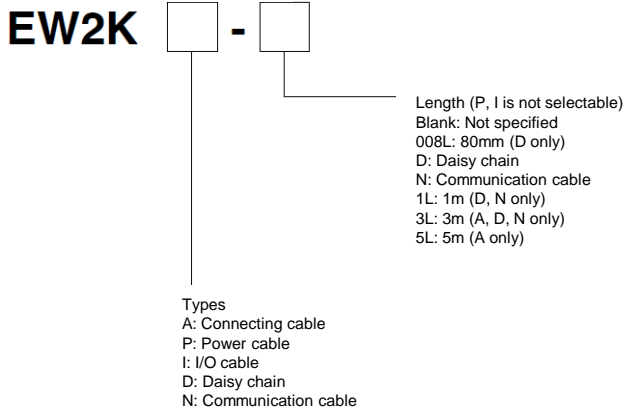 EW2K -
Length (P, I is not selectable)
Blank: Not specified
008L: 80mm (D only)
D: Daisy chain
N: Communication cable
1L: 1m (D, N only)
3L: 3m (A, D, N only)
5L: 5m (A only)
Types
A: Connecting cable
P: Power cable
I: I/O cable
D: Daisy chain
N: Communication cable